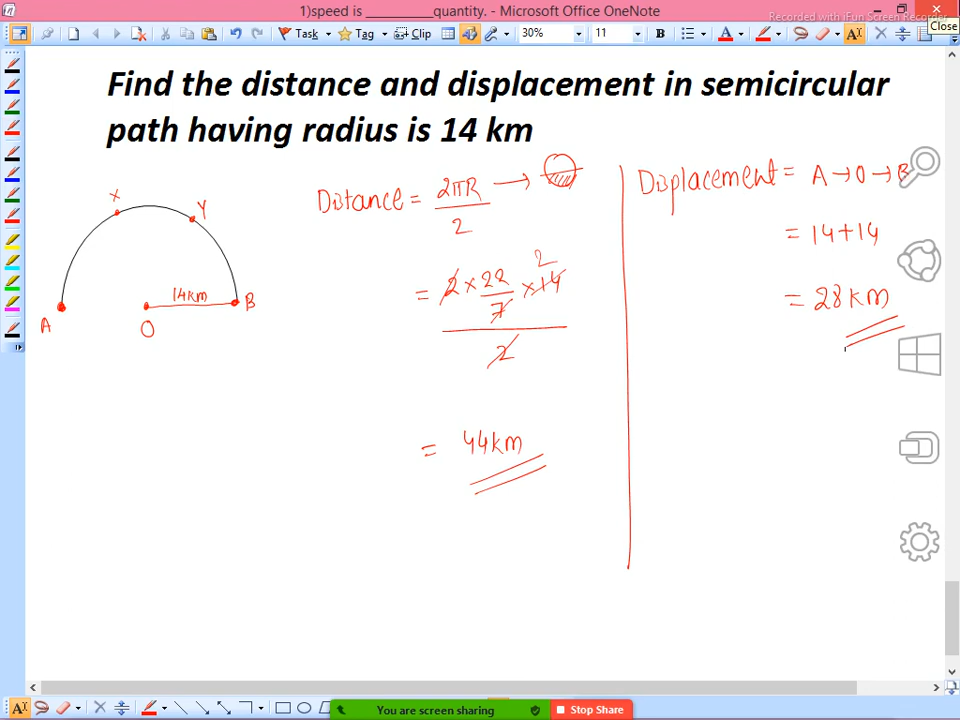 1)speed is __________quantity. - Microsoft Office OneNote
Recorded with iFun Screen Recorder
Close
Task Tag Clip 30% 11 B A
Find the distance and displacement in semicircular
path having radius is 14 km
Distance = 2πR
2
= 2 × 22 × 14 2
7
2
= 44km
Displacement = A → O → B
= 14+14
= 28km
X
Y
14km
A
O
B
You are screen sharing
Stop Share